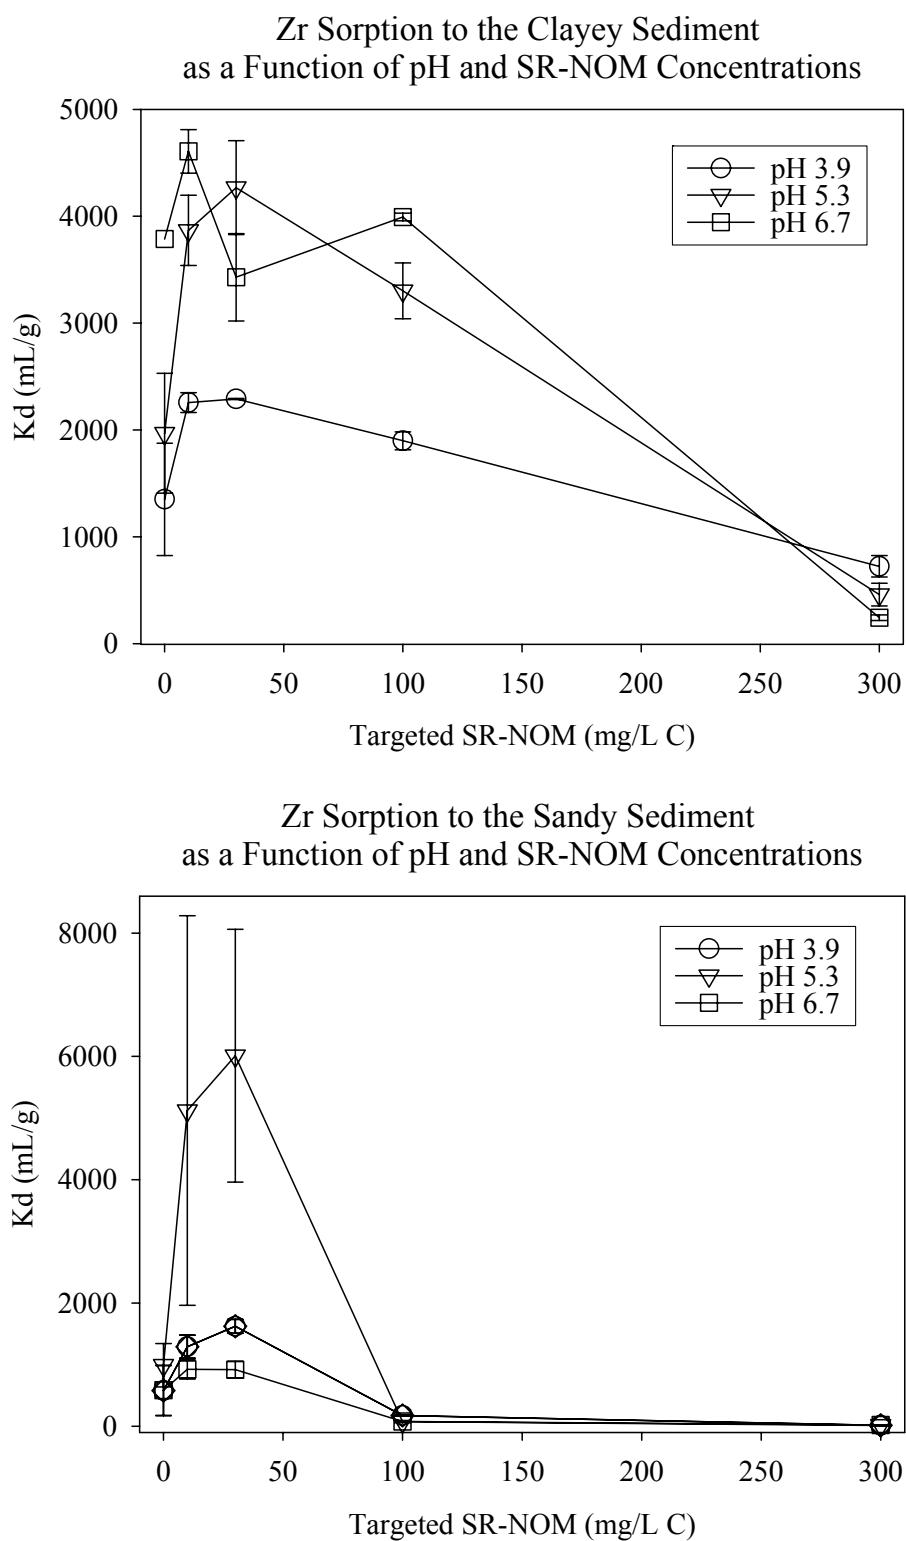 Zr Sorption to the Clayey Sediment
as a Function of pH and SR-NOM Concentrations
5000
4000
3000
2000
1000
0
Kd (mL/g)
pH 3.9
pH 5.3
pH 6.7
0 50 100 150 200 250 300
Targeted SR-NOM (mg/L C)
Zr Sorption to the Sandy Sediment
as a Function of pH and SR-NOM Concentrations
8000
6000
4000
2000
0
Kd (mL/g)
pH 3.9
pH 5.3
pH 6.7
0 50 100 150 200 250 300
Targeted SR-NOM (mg/L C)